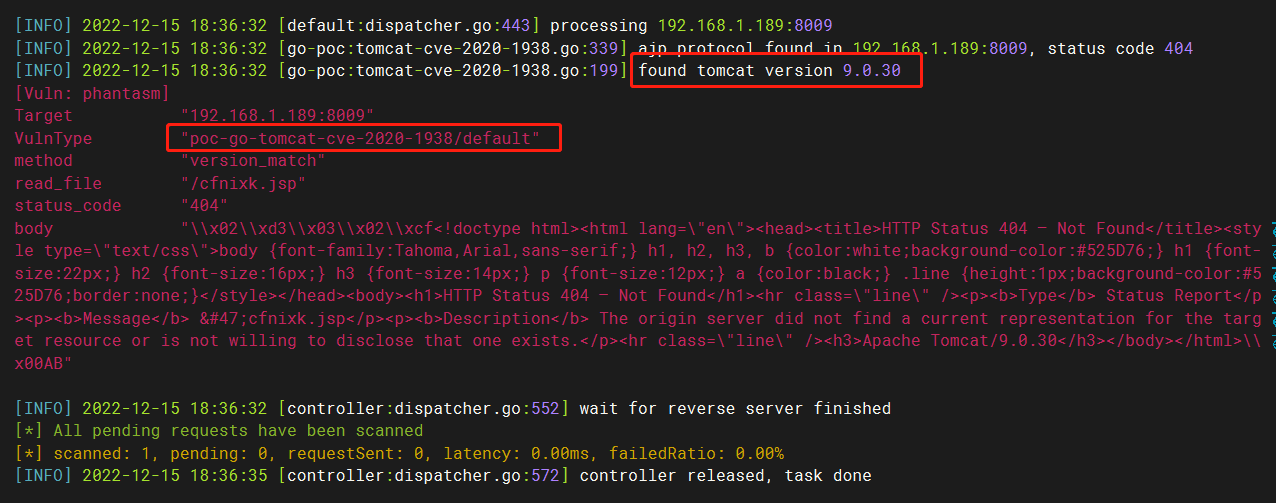 [INFO] 2022-12-15 18:36:32 [default:dispatcher.go:443] processing 192.168.1.189:8009
[INFO] 2022-12-15 18:36:32 [go-poc:tomcat-cve-2020-1938.go:339] ajp protocol found in 192.168.1.189:8009, status code 404
[INFO] 2022-12-15 18:36:32 [go-poc:tomcat-cve-2020-1938.go:199] found tomcat version 9.0.30
[Vuln: phantasm]
Target "192.168.1.189:8009"
VulnType "poc-go-tomcat-cve-2020-1938/default"
method "version_match"
read_file "/cfnixk.jsp"
status_code "404"
body "\\x02\\xd3\\x03\\x02\\xcf<!doctype html><html lang=\"en\"><head><title>HTTP Status 404 – Not Found</title><sty
le type=\"text/css\">body {font-family:Tahoma,Arial,sans-serif;} h1, h2, h3, b {color:white;background-color:#525D76;} h1 {font-
size:22px;} h2 {font-size:16px;} h3 {font-size:14px;} p {font-size:12px;} a {color:black;} .line {height:1px;background-color:#5
25D76;border:none;}</style></head><body><h1>HTTP Status 404 – Not Found</h1><hr class=\"line\" /><p><b>Type</b> Status Report</p
><p><b>Message</b> &#47;cfnixk.jsp</p><p><b>Description</b> The origin server did not find a current representation for the targ
et resource or is not willing to disclose that one exists.</p><hr class=\"line\" /><h3>Apache Tomcat/9.0.30</h3></body></html>\\
x00AB"
[INFO] 2022-12-15 18:36:32 [controller:dispatcher.go:552] wait for reverse server finished
[*] All pending requests have been scanned
[*] scanned: 1, pending: 0, requestSent: 0, latency: 0.00ms, failedRatio: 0.00%
[INFO] 2022-12-15 18:36:35 [controller:dispatcher.go:572] controller released, task done